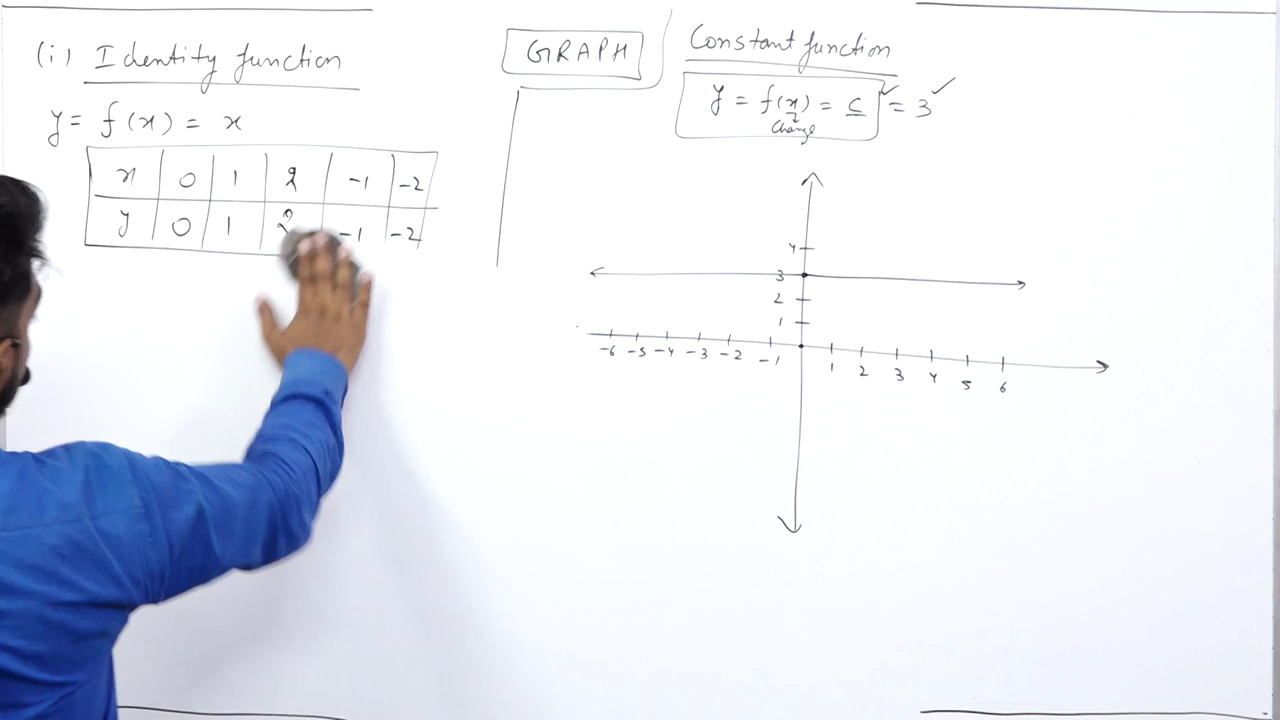 (i) Identity function
y = f(x) = x
x 0 1 2 -1 -2
y 0 1 2 -1 -2
GRAPH
Constant function
y = f(x) = c ✓ = 3 ✓
change
4
3
2
1
-6 -5 -4 -3 -2 -1 1 2 3 4 5 6